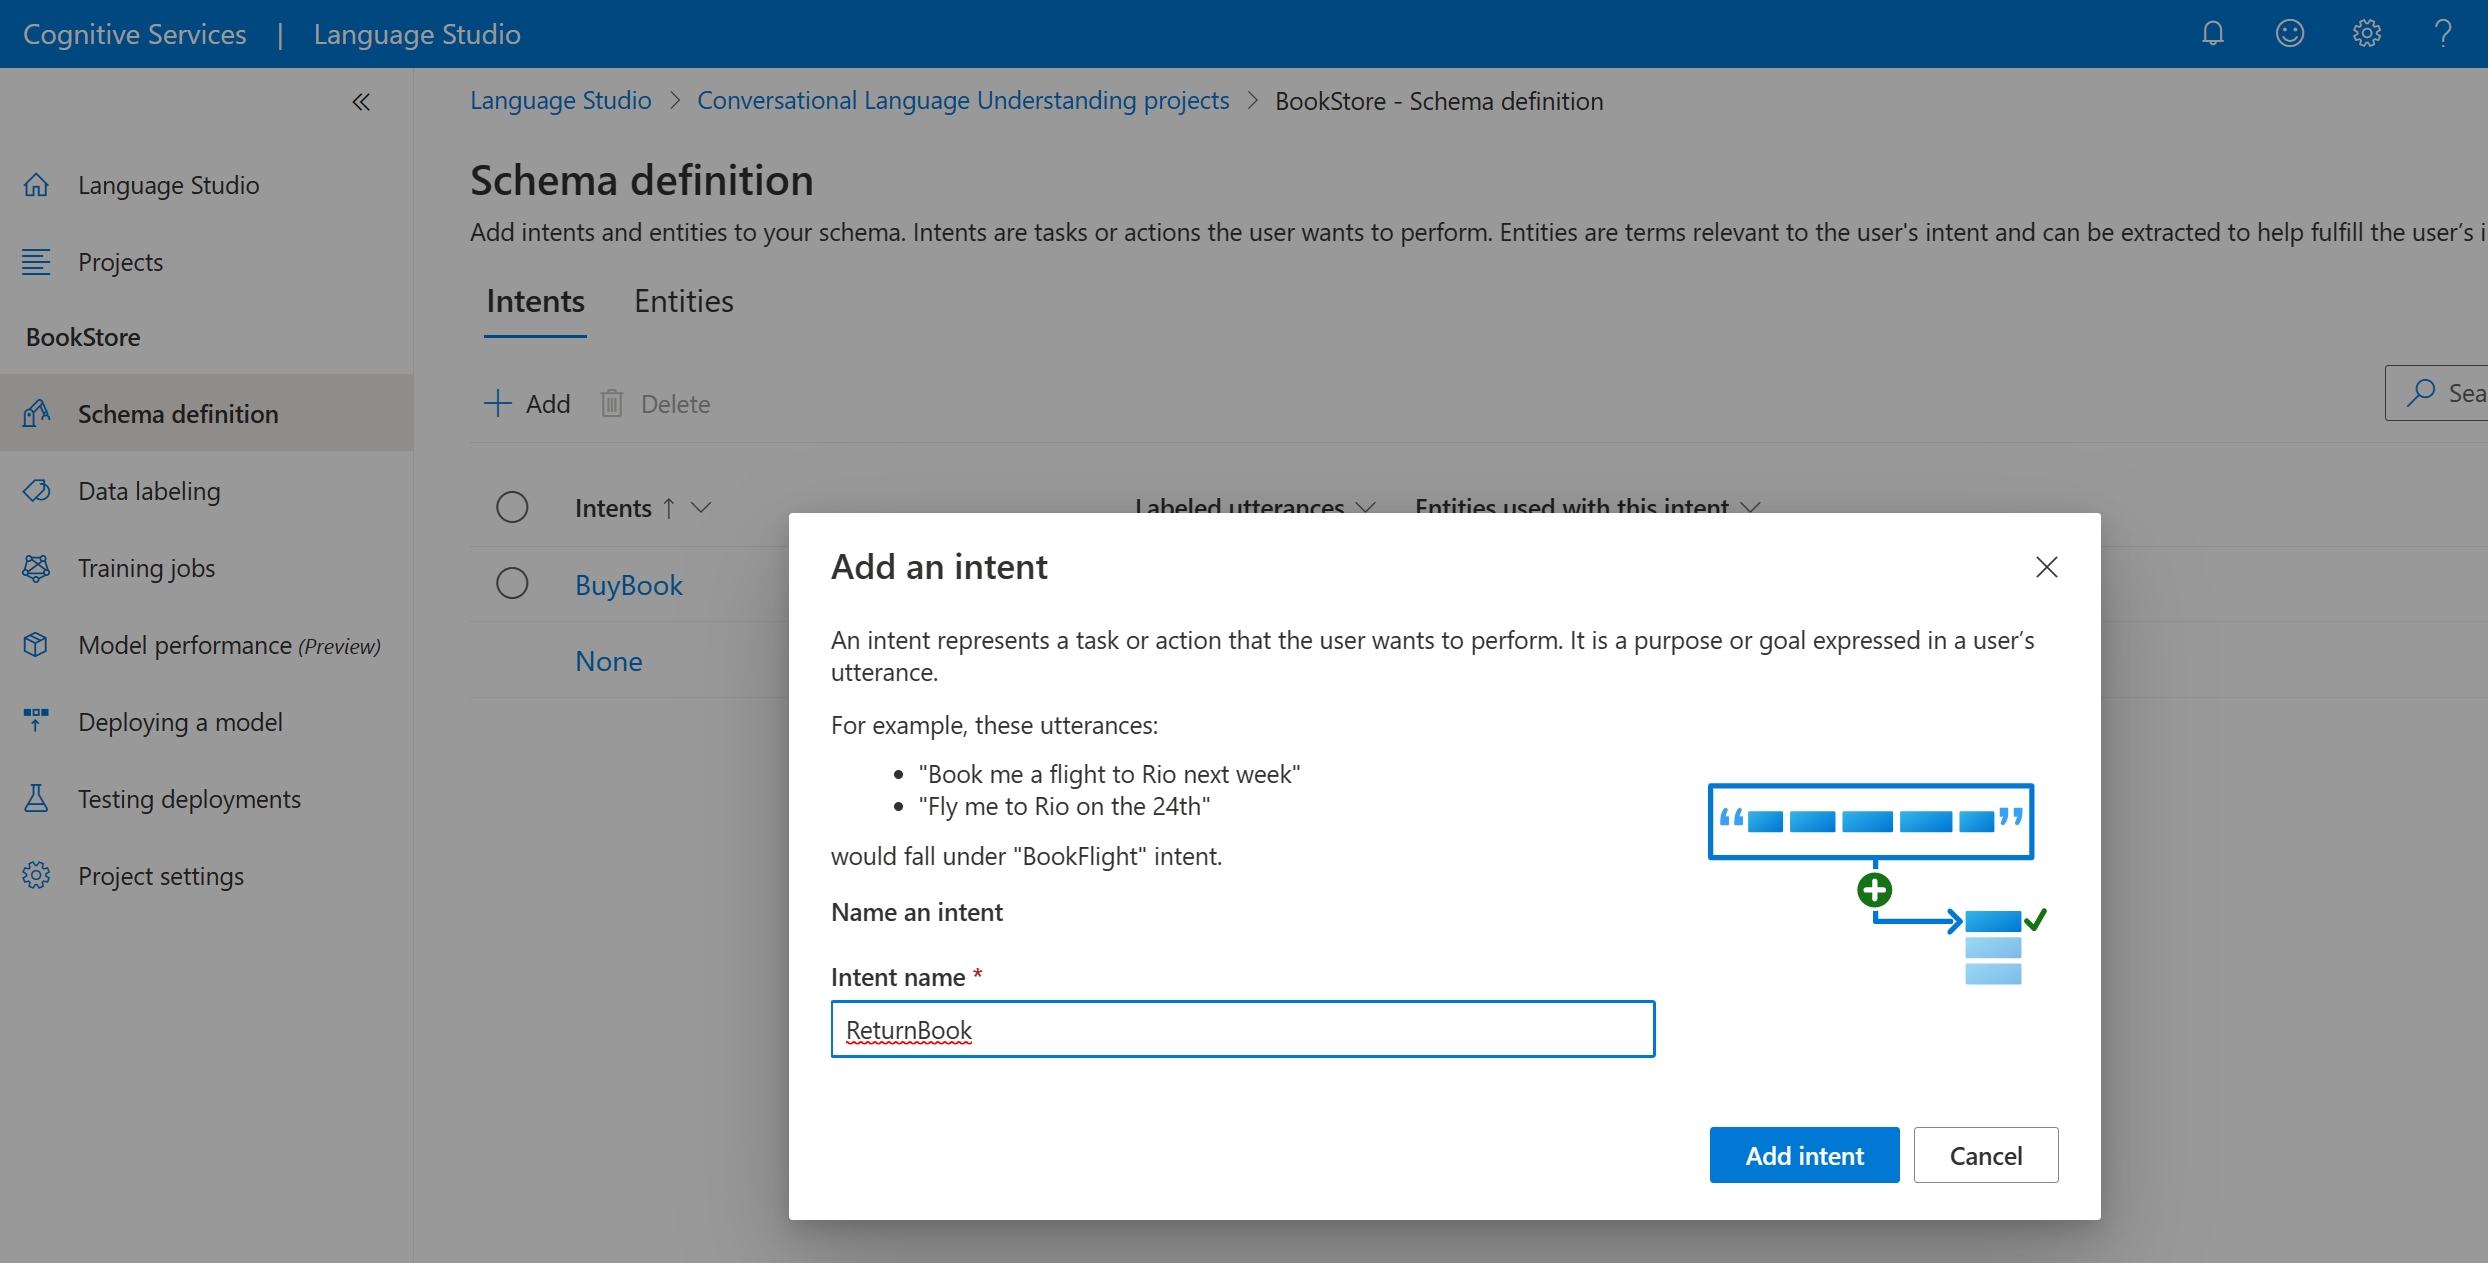 Cognitive Services | Language Studio
Language Studio > Conversational Language Understanding projects > BookStore - Schema definition
Language Studio
Projects
BookStore
Schema definition
Data labeling
Training jobs
Model performance (Preview)
Deploying a model
Testing deployments
Project settings
Schema definition
Add intents and entities to your schema. Intents are tasks or actions the user wants to perform. Entities are terms relevant to the user's intent and can be extracted to help fulfill the user’s i
Intents Entities
Add Delete
Sea
Intents Labeled utterances Entities used with this intent
BuyBook
None
Add an intent
An intent represents a task or action that the user wants to perform. It is a purpose or goal expressed in a user’s
utterance.
For example, these utterances:
• "Book me a flight to Rio next week"
• "Fly me to Rio on the 24th"
would fall under "BookFlight" intent.
Name an intent
Intent name *
ReturnBook
Add intent Cancel